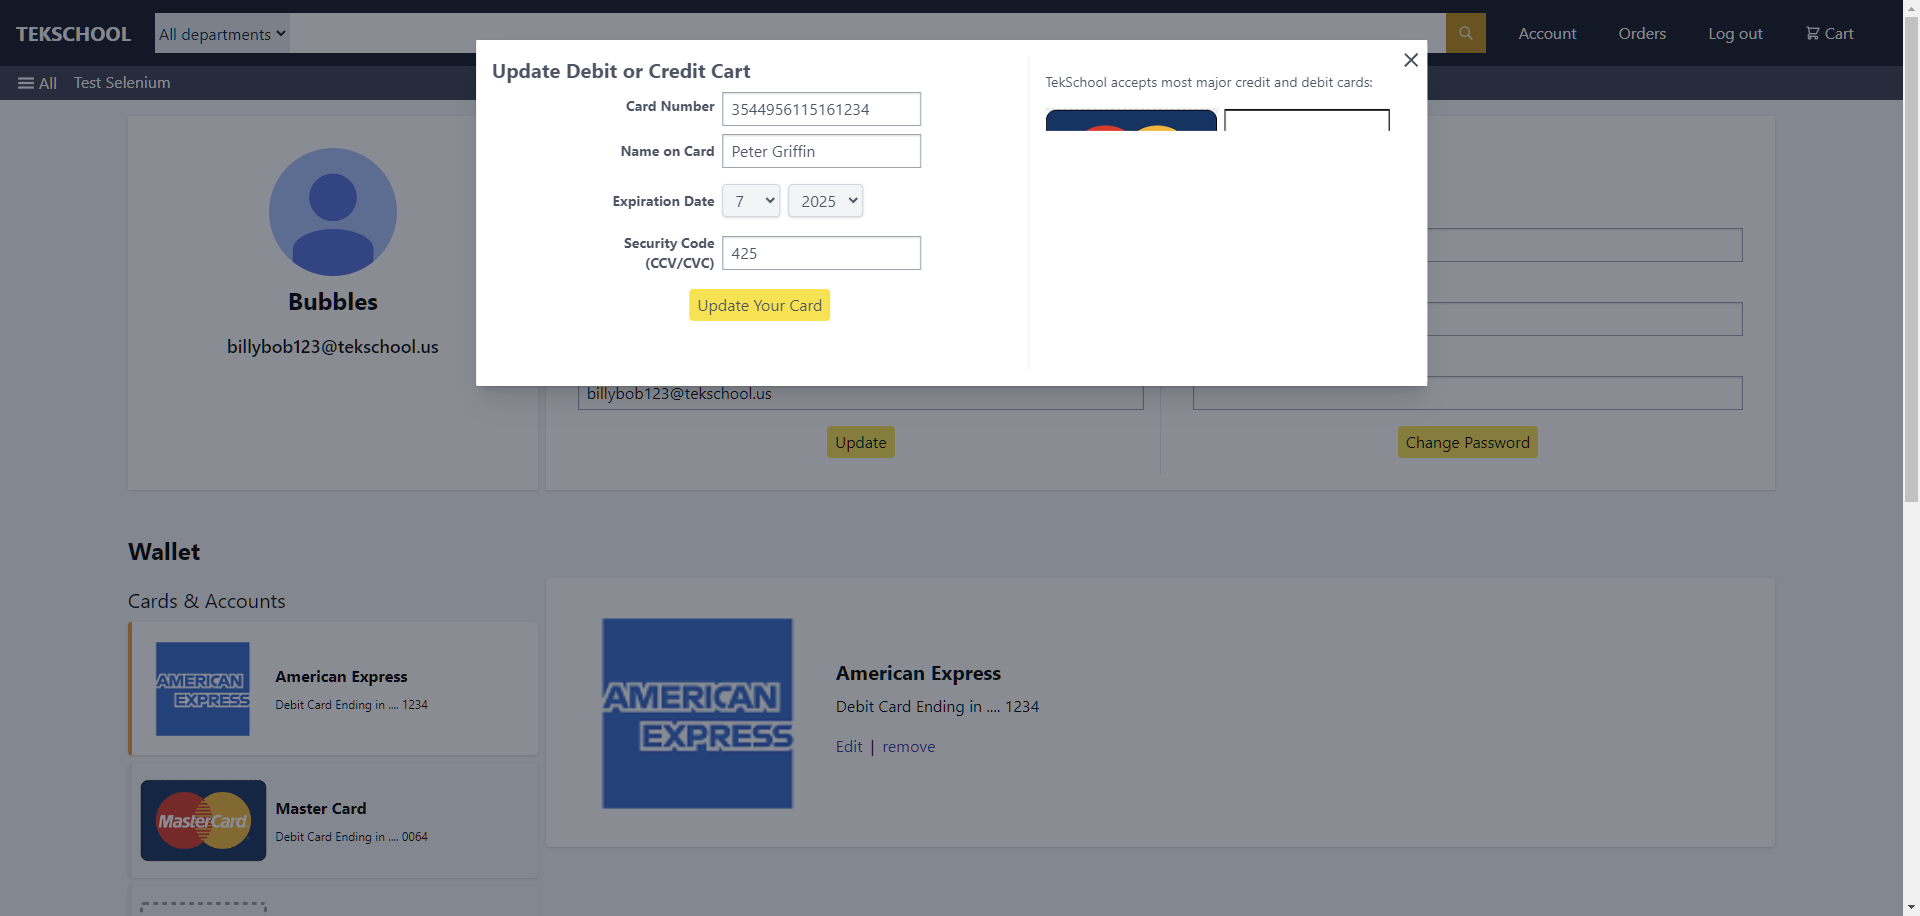 TEKSCHOOL
All departments
Account
Orders
Log out
Cart
All
Test Selenium
Update Debit or Credit Cart
Card Number
3544956115161234
Name on Card
Peter Griffin
Expiration Date
7
2025
Security Code
(CCV/CVC)
425
Update Your Card
TekSchool accepts most major credit and debit cards:
Bubbles
billybob123@tekschool.us
billybob123@tekschool.us
Update
Change Password
Wallet
Cards & Accounts
AMERICAN
EXPRESS
American Express
Debit Card Ending in .... 1234
MasterCard
Master Card
Debit Card Ending in .... 0064
AMERICAN
EXPRESS
American Express
Debit Card Ending in .... 1234
Edit | remove